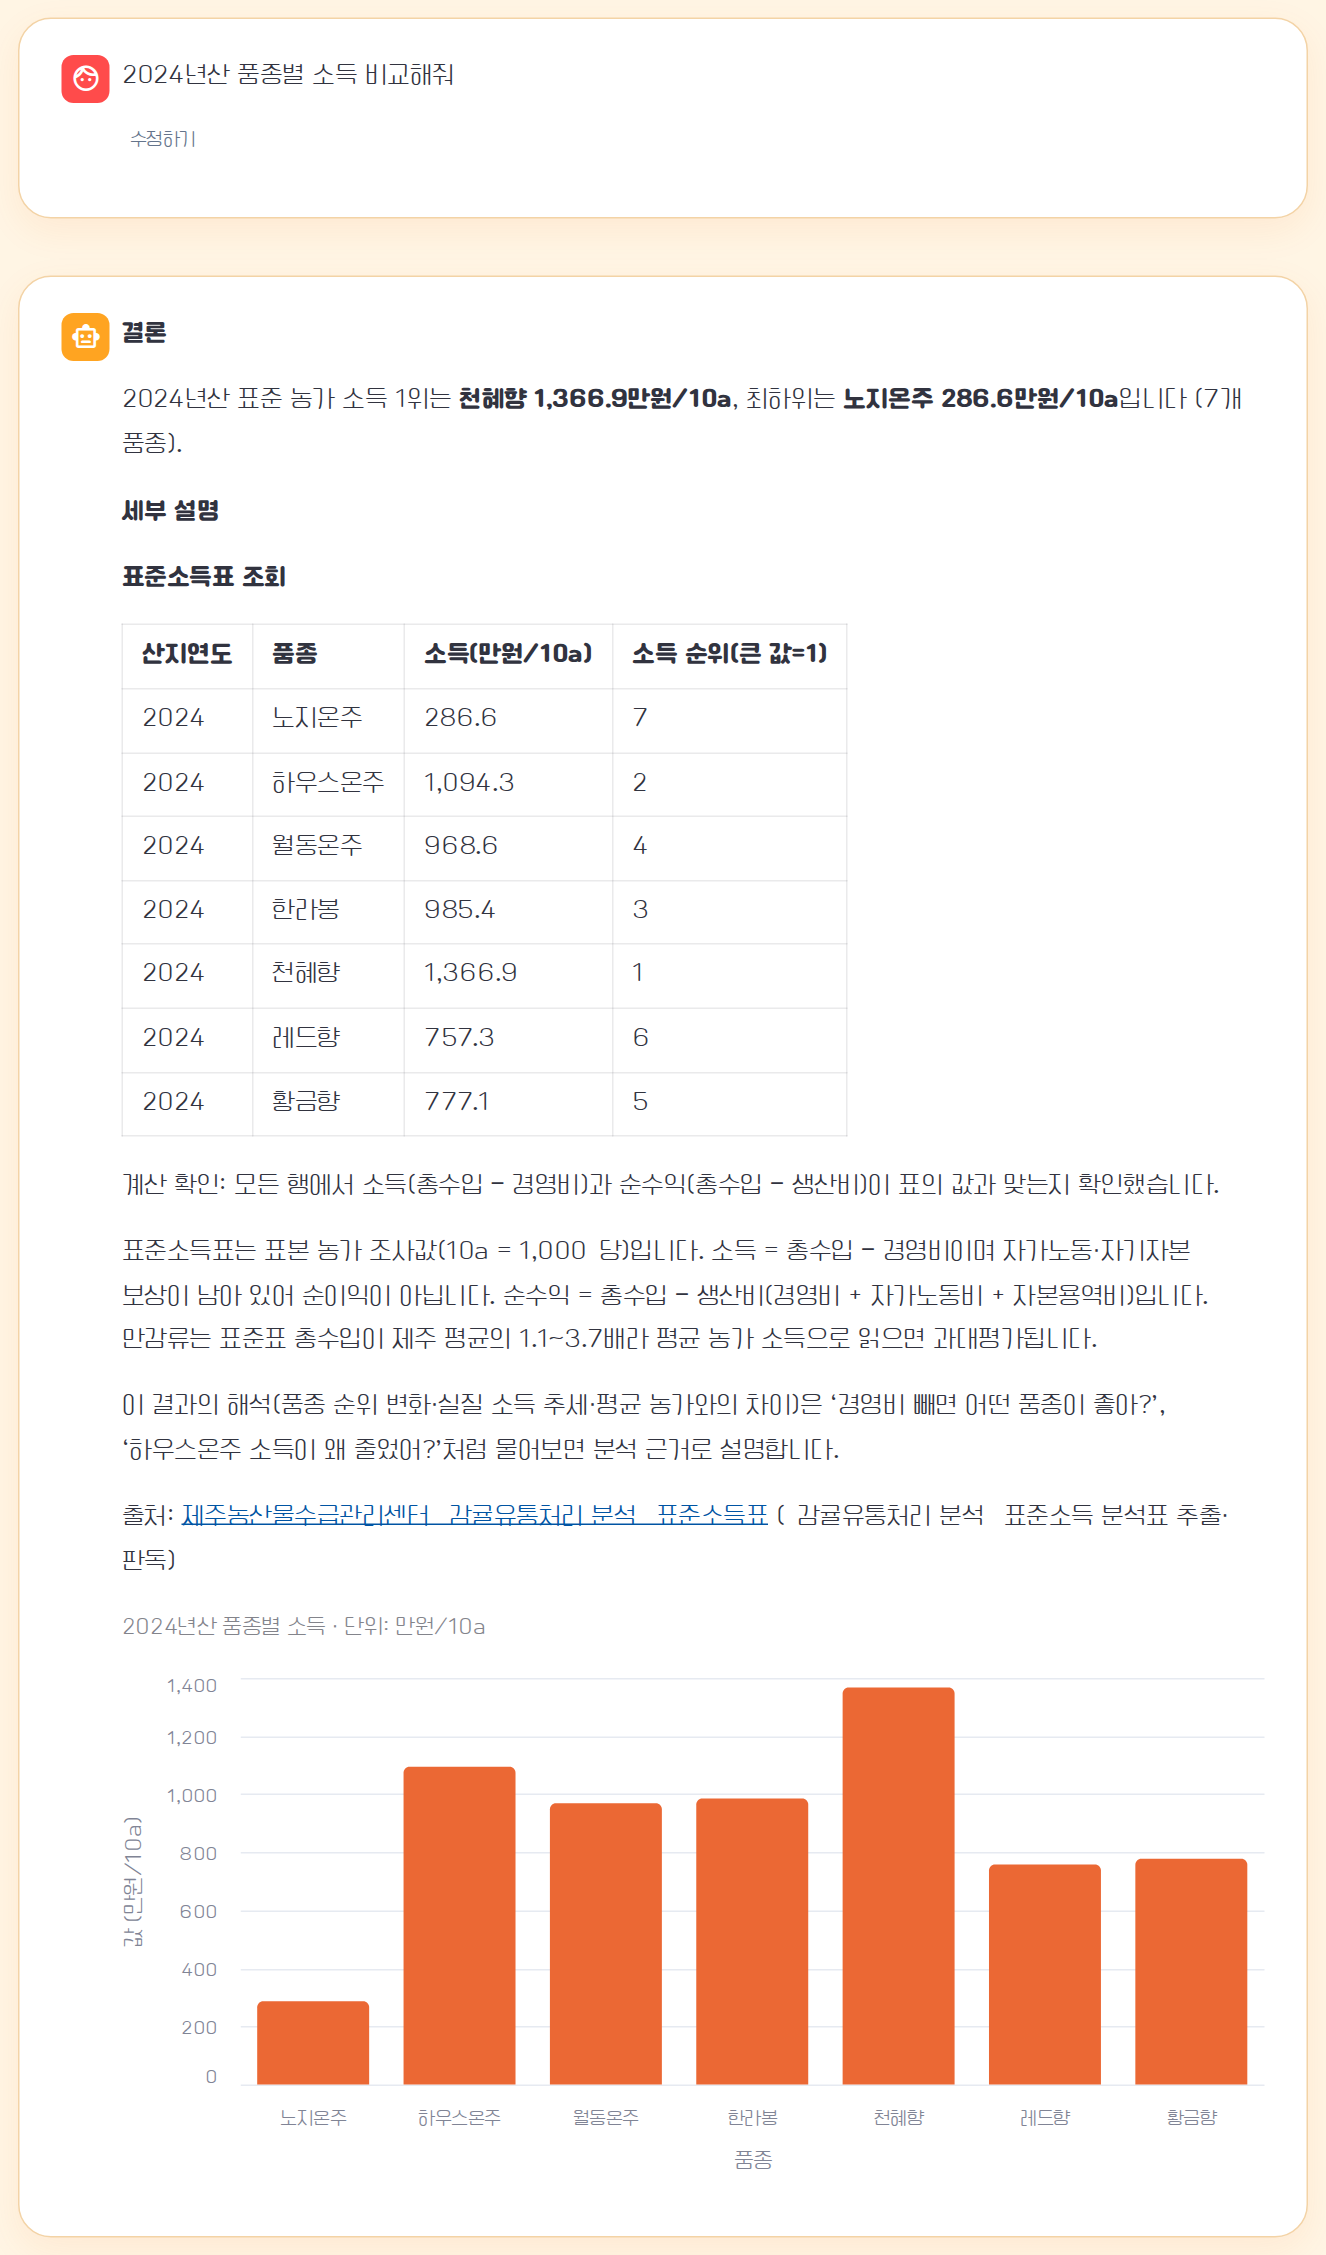 2024년산 품종별 소득 비교해줘
수정하기
결론
2024년산 표준 농가 소득 1위는 천혜향 1,366.9만원/10a, 최하위는 노지온주 286.6만원/10a입니다 (7개
품종).
세부 설명
표준소득표 조회
산지연도 품종 소득(만원/10a) 소득 순위(큰 값=1)
2024 노지온주 286.6 7
2024 하우스온주 1,094.3 2
2024 월동온주 968.6 4
2024 한라봉 985.4 3
2024 천혜향 1,366.9 1
2024 레드향 757.3 6
2024 황금향 777.1 5
계산 확인: 모든 행에서 소득(총수입 − 경영비)과 순수익(총수입 − 생산비)이 표의 값과 맞는지 확인했습니다.
표준소득표는 표본 농가 조사값(10a = 1,000 당)입니다. 소득 = 총수입 − 경영비이며 자가노동·자기자본
보상이 남아 있어 순이익이 아닙니다. 순수익 = 총수입 − 생산비(경영비 + 자가노동비 + 자본용역비)입니다.
만감류는 표준표 총수입이 제주 평균의 1.1~3.7배라 평균 농가 소득으로 읽으면 과대평가됩니다.
이 결과의 해석(품종 순위 변화·실질 소득 추세·평균 농가와의 차이)은 ‘경영비 빼면 어떤 품종이 좋아?’,
‘하우스온주 소득이 왜 줄었어?’처럼 물어보면 분석 근거로 설명합니다.
출처: 제주농산물수급관리센터 감귤유통처리 분석 표준소득표 ( 감귤유통처리 분석 표준소득 분석표 추출·
판독)
2024년산 품종별 소득 · 단위: 만원/10a
1,400
1,200
1,000
800
600
400
200
0
값 (만원/10a)
노지온주 하우스온주 월동온주 한라봉 천혜향 레드향 황금향
품종